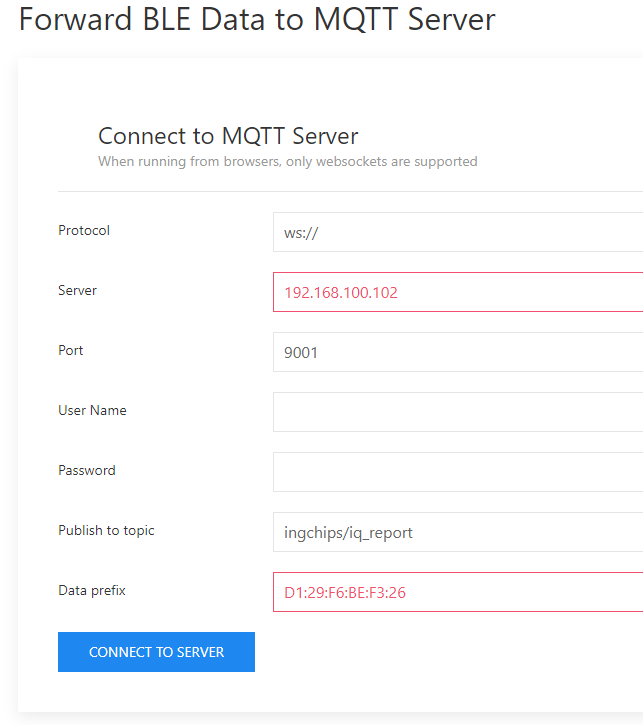 Forward BLE Data to MQTT Server
Connect to MQTT Server
When running from browsers, only websockets are supported
Protocol ws://
Server 192.168.100.102
Port 9001
User Name
Password
Publish to topic ingchips/iq_report
Data prefix D1:29:F6:BE:F3:26
CONNECT TO SERVER